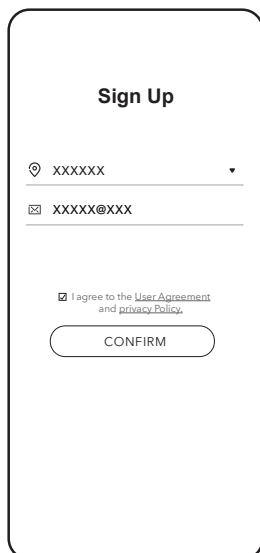 Sign Up
XXXXXX
XXXXX@XXX
I agree to the User Agreement
and privacy Policy.
CONFIRM